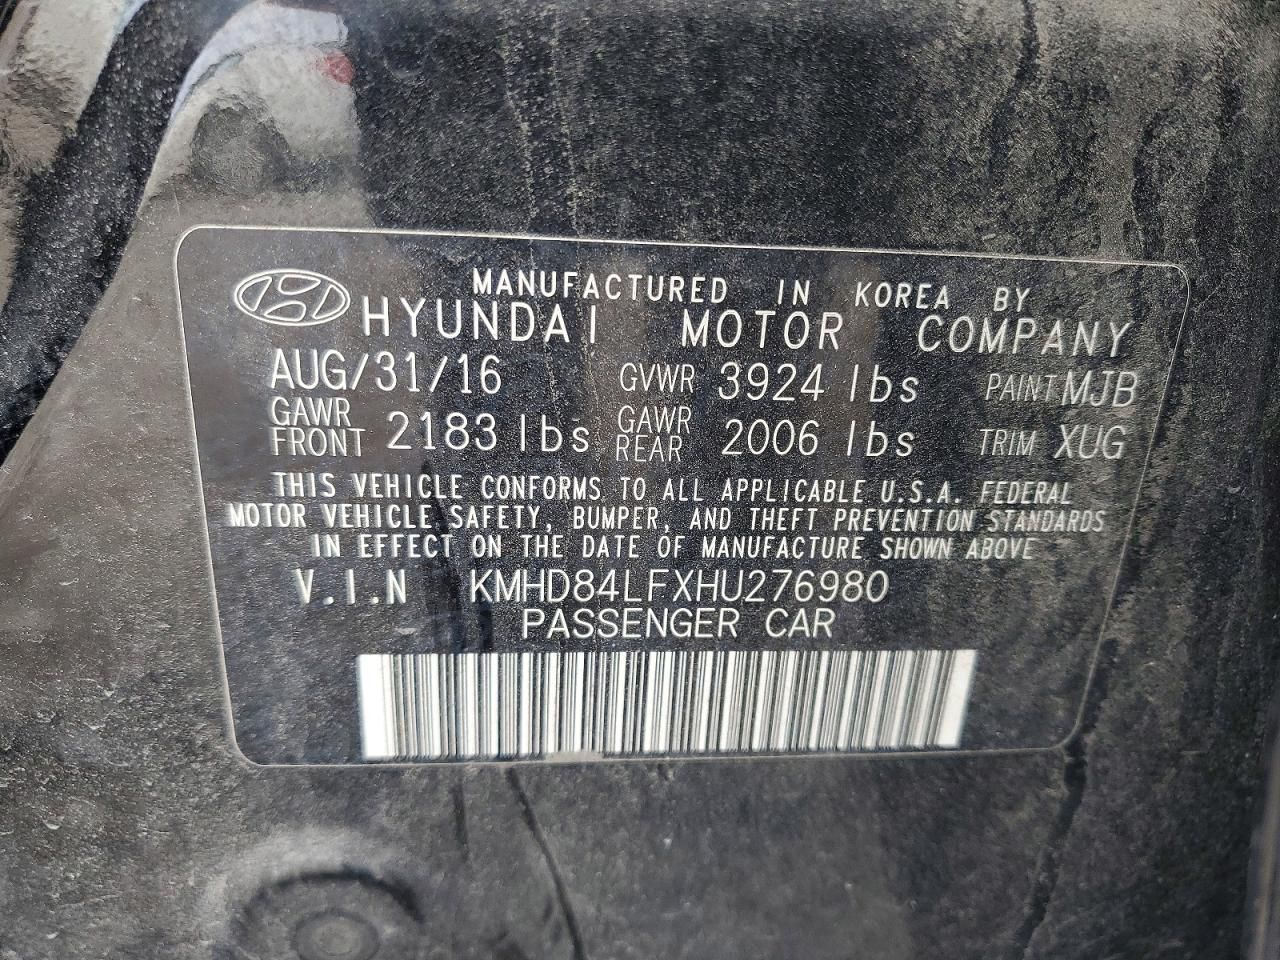 MANUFACTURED IN KOREA BY
HYUNDAI MOTOR COMPANY
AUG/31/16 GVWR 3924 lbs PAINT MJB
GAWR FRONT 2183 lbs GAWR REAR 2006 lbs TRIM XUG
THIS VEHICLE CONFORMS TO ALL APPLICABLE U.S.A. FEDERAL
MOTOR VEHICLE SAFETY, BUMPER, AND THEFT PREVENTION STANDARDS
IN EFFECT ON THE DATE OF MANUFACTURE SHOWN ABOVE
V.I.N KMHD84LFXHU276980
PASSENGER CAR